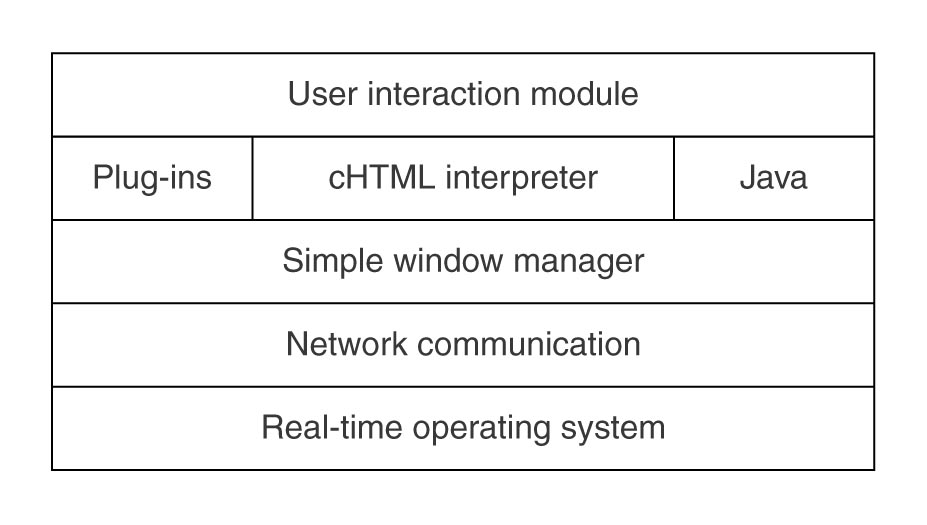 User interaction module
Plug-ins
cHTML interpreter
Java
Simple window manager
Network communication
Real-time operating system